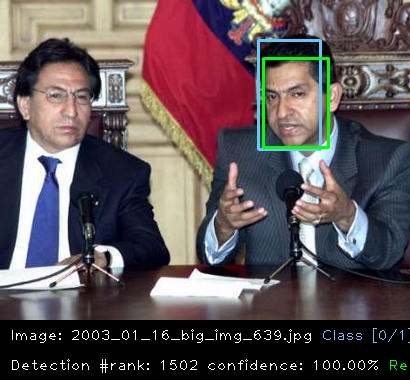 Image: 2003_01_16_big_img_639.jpg Class [0/1]
Detection #rank: 1502 confidence: 100.00% Re